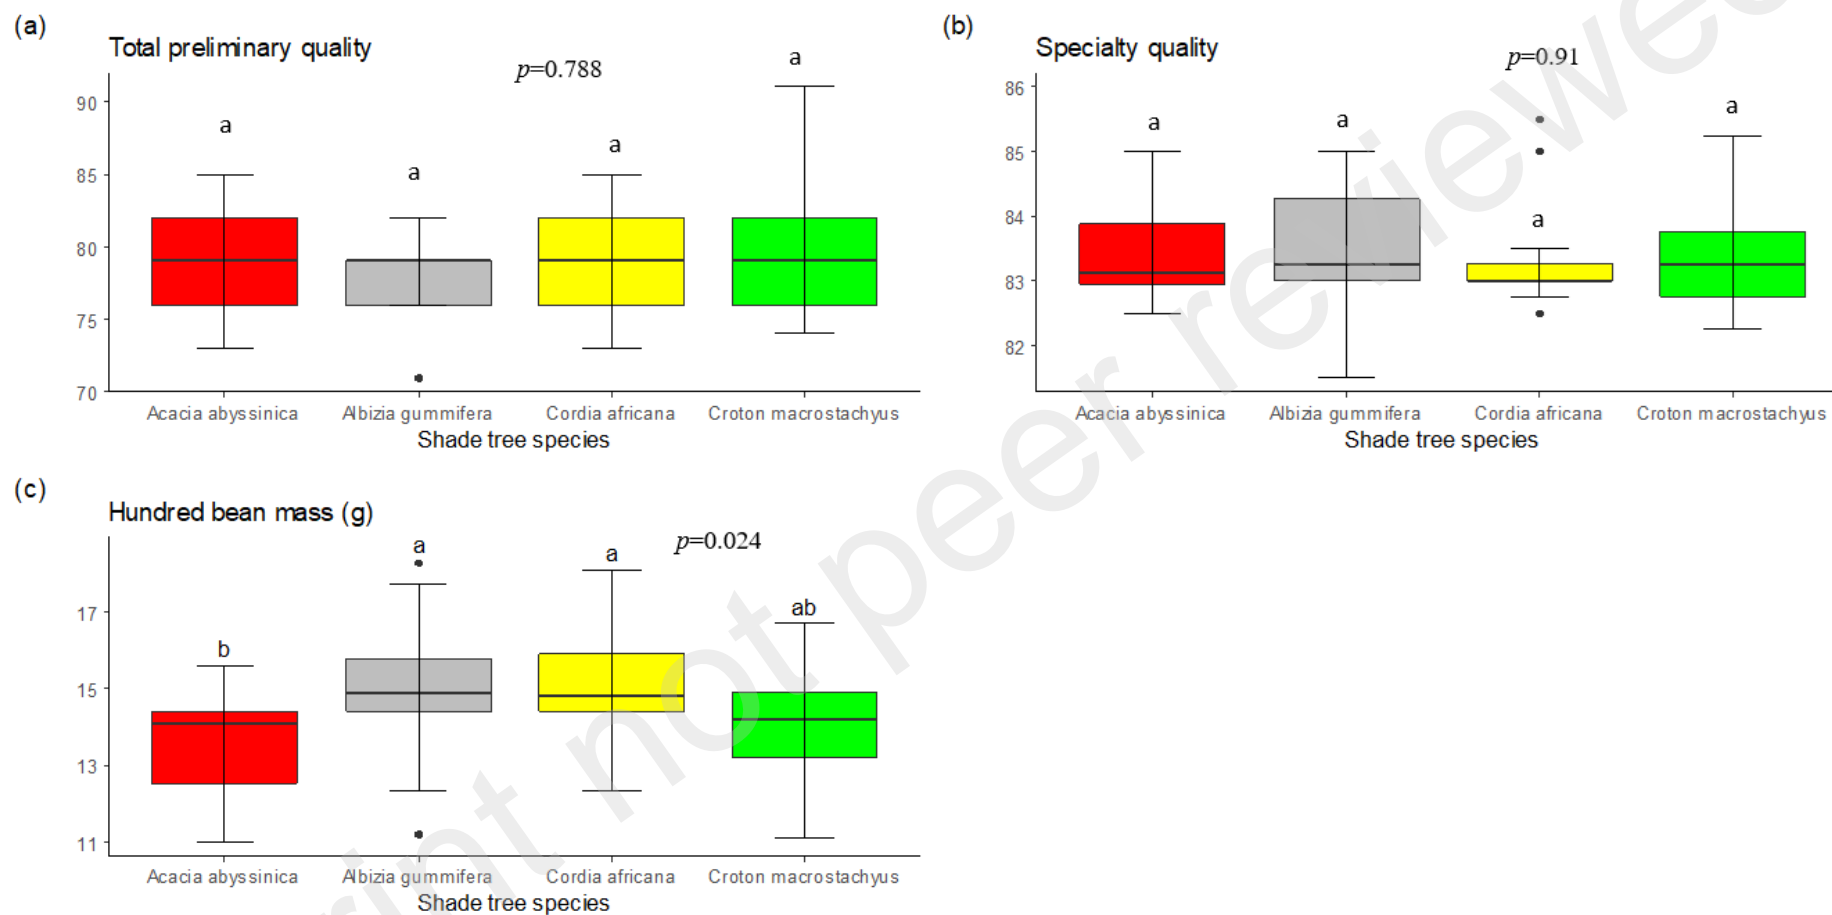 (a)
Total preliminary quality
p=0.788
a
a
a
a
90
85
80
75
70
Acacia abyssinica Albizia gummifera Cordia africana Croton macrostachyus
Shade tree species
(b)
Specialty quality
p=0.91
a
a
a
a
86
85
84
83
82
Acacia abyssinica Albizia gummifera Cordia africana Croton macrostachyus
Shade tree species
(c)
Hundred bean mass (g)
p=0.024
b
a
a
ab
17
15
13
11
Acacia abyssinica Albizia gummifera Cordia africana Croton macrostachyus
Shade tree species
not peer reviewed